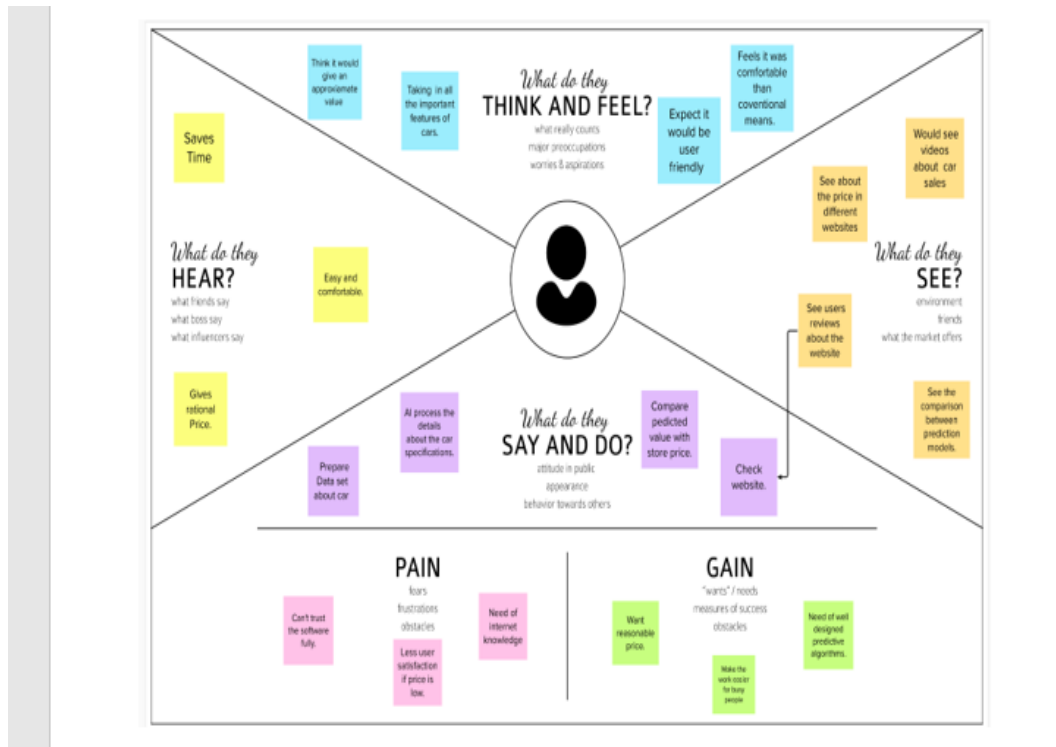 Think it would
give an
approxiamate
value
Taking in all
the important
features of
cars.
What do they
THINK AND FEEL?
what really counts
major preoccupations
worries & aspirations
Expect it
would be
user
friendly
Feels it was
comfortable
than
coventional
means.
Saves
Time
What do they
HEAR?
what friends say
what boss say
what influencers say
Easy and
comfortable.
Gives
rational
Price.
Would see
videos
about car
sales
See about
the price in
different
websites
What do they
SEE?
environment
friends
what the market offers
See users
reviews
about the
website
See the
comparison
between
prediction
models.
AI process the
details
about the car
specifications.
Prepare
Data set
about car
What do they
SAY AND DO?
attitude in public
appearance
behavior towards others
Compare
pedicted
value with
store price.
Check
website.
PAIN
fears
frustrations
obstacles
Can't trust
the software
fully.
Less user
satisfaction
if price is
low.
Need of
internet
knowledge
GAIN
"wants" / needs
measures of success
obstacles
Want
reasonable
price.
Make the
work easier
for busy
people
Need of well
designed
predictive
algorithms.